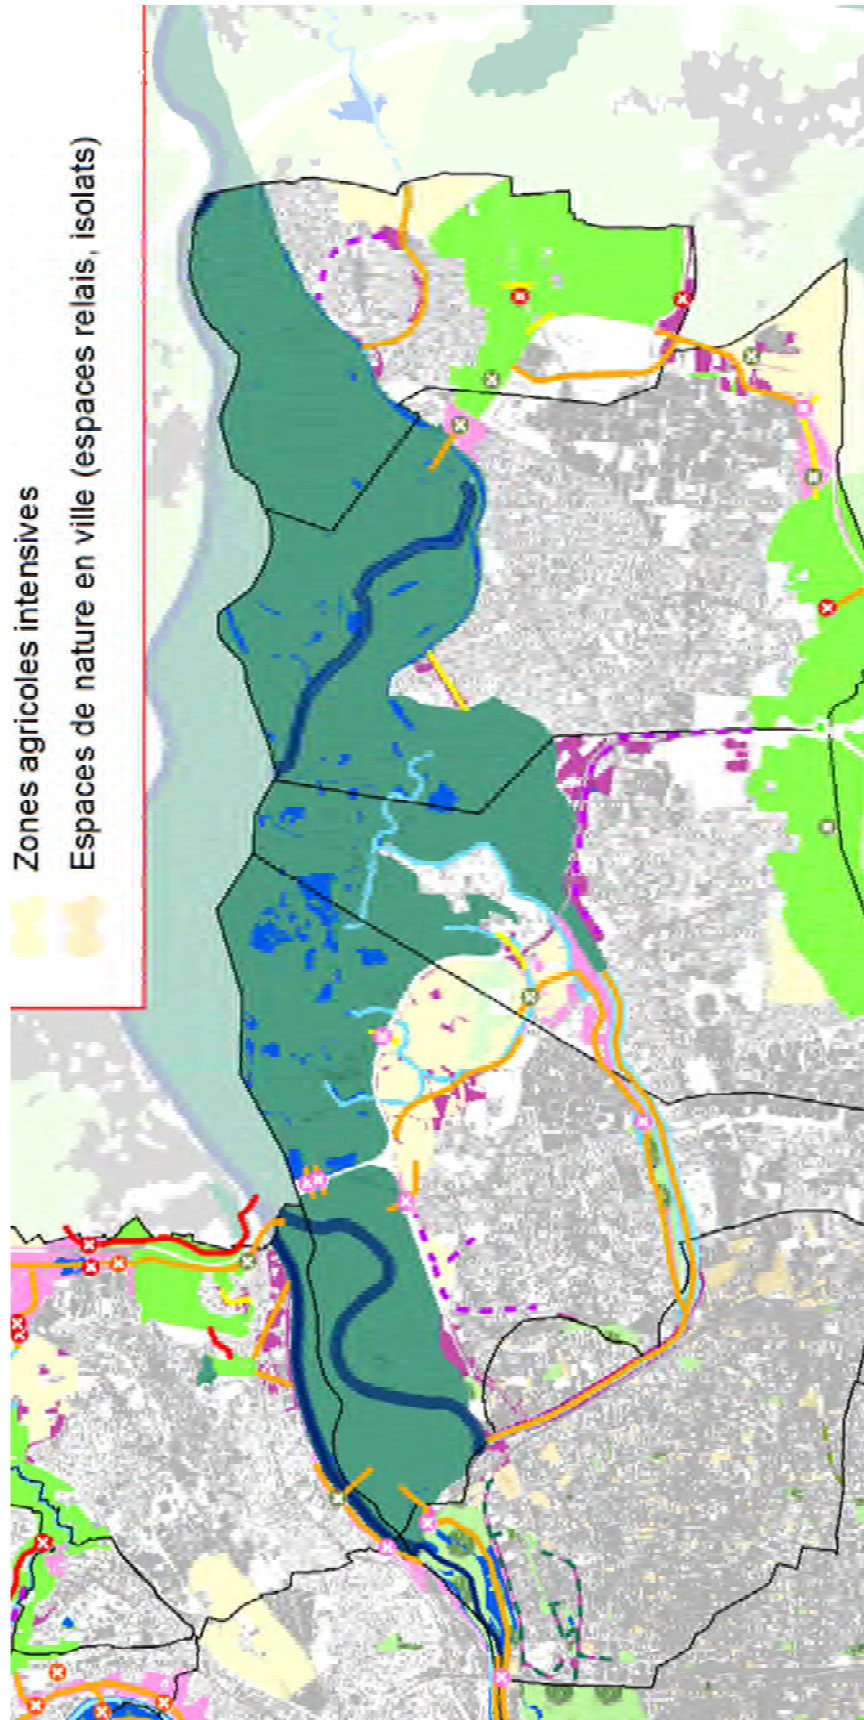 Zones agricoles intensives
Espaces de nature en ville (espaces relais, isolats)